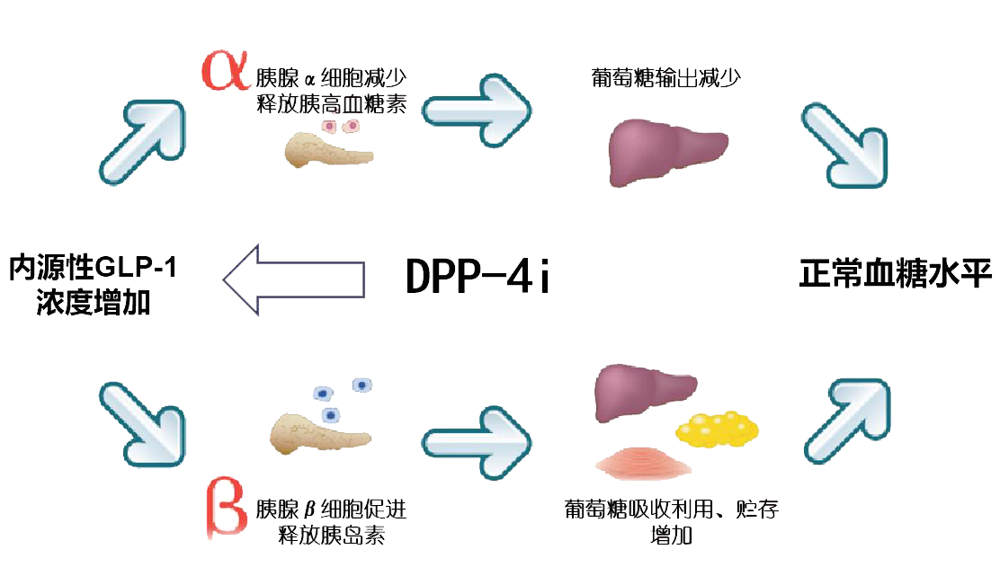 α
胰腺 α 细胞减少
释放胰高血糖素
葡萄糖输出减少
内源性GLP-1
浓度增加
DPP-4i
正常血糖水平
β
胰腺 β 细胞促进
释放胰岛素
葡萄糖吸收利用、贮存
增加